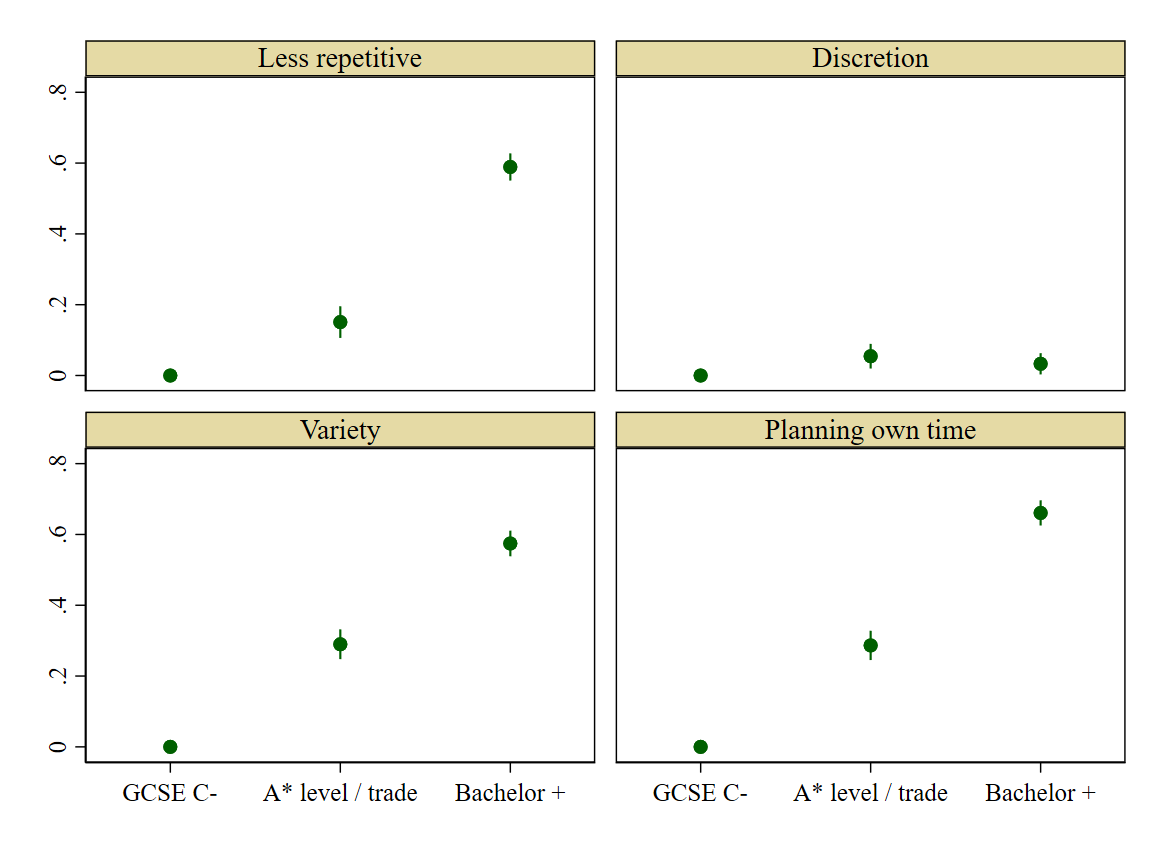 Less repetitive
Discretion
.8
.6
.4
.2
0
Variety
Planning own time
.8
.6
.4
.2
0
GCSE C-
A* level / trade
Bachelor +
GCSE C-
A* level / trade
Bachelor +